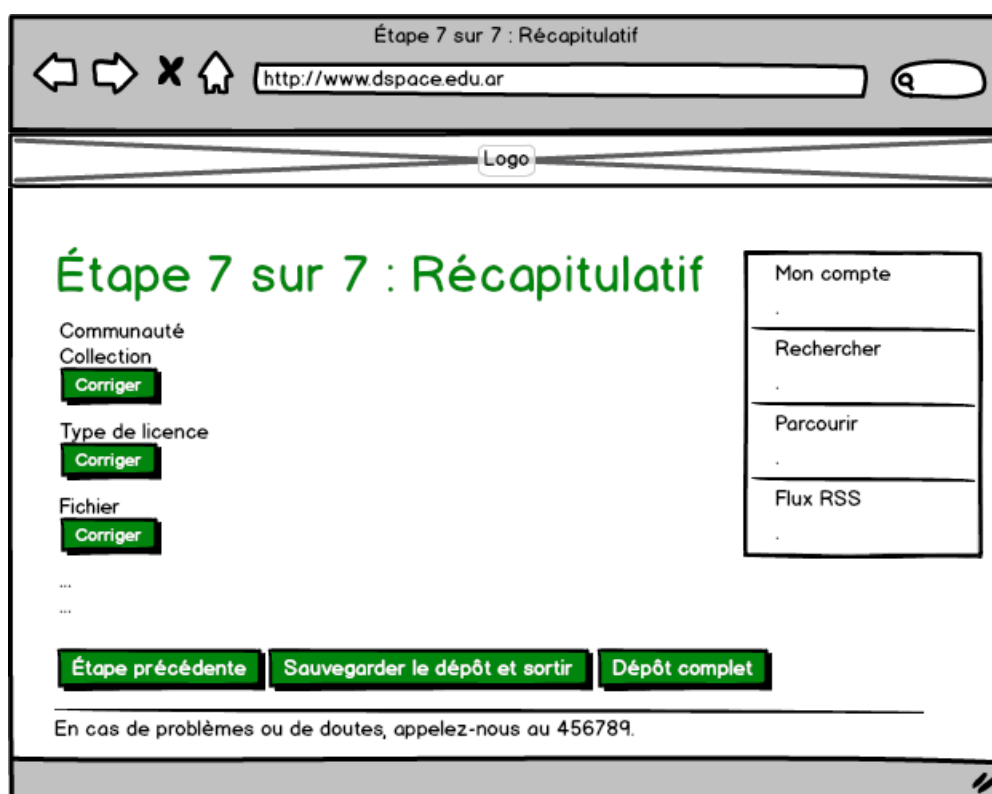 Étape 7 sur 7 : Récapitulatif
http://www.dspace.edu.ar
Logo
Étape 7 sur 7 : Récapitulatif
Communauté
Collection
Corriger
Type de licence
Corriger
Fichier
Corriger
...
...
Mon compte
.
Rechercher
.
Parcourir
.
Flux RSS
.
Étape précédente
Sauvegarder le dépôt et sortir
Dépôt complet
En cas de problèmes ou de doutes, appelez-nous au 456789.